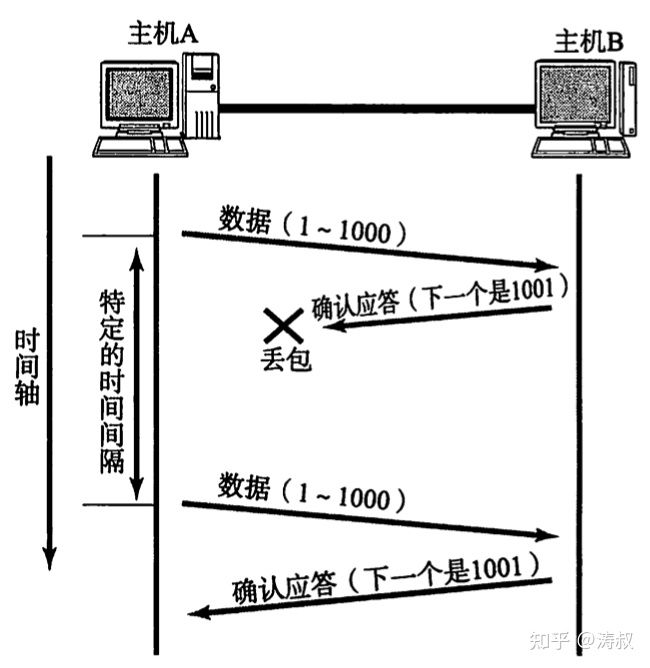 主机A
主机B
数据（1～1000）
确认应答（下一个是1001）
丢包
特定的时间间隔
时间轴
数据（1～1000）
确认应答（下一个是1001）
知乎 @涛叔